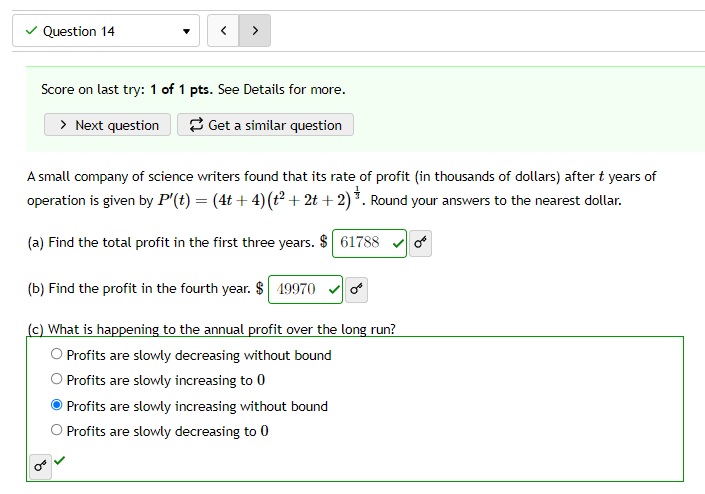 ✓ Question 14 ▼ < >
Score on last try: 1 of 1 pts. See Details for more.
> Next question Get a similar question
A small company of science writers found that its rate of profit (in thousands of dollars) after t years of
operation is given by P′(t) = (4t + 4)(t² + 2t + 2)^(1/3). Round your answers to the nearest dollar.
(a) Find the total profit in the first three years. $ 61788 ✓
(b) Find the profit in the fourth year. $ 49970 ✓
(c) What is happening to the annual profit over the long run?
Profits are slowly decreasing without bound
Profits are slowly increasing to 0
Profits are slowly increasing without bound
Profits are slowly decreasing to 0
✓